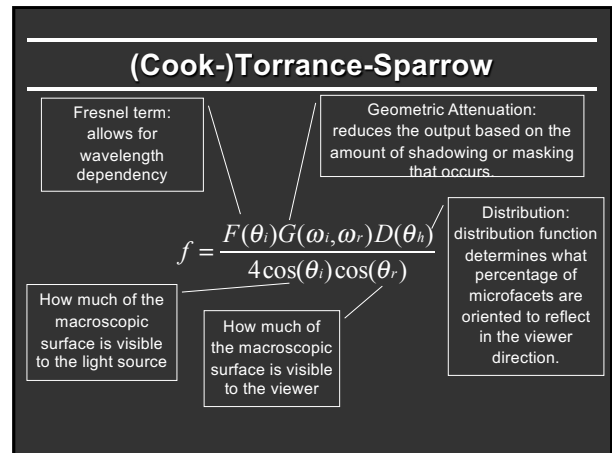 (Cook-)Torrance-Sparrow
Fresnel term:
allows for
wavelength
dependency
Geometric Attenuation:
reduces the output based on the
amount of shadowing or masking
that occurs.
f = F(θi)G(ωi,ωr)D(θh) / 4cos(θi)cos(θr)
Distribution:
distribution function
determines what
percentage of
microfacets are
oriented to reflect
in the viewer
direction.
How much of the
macroscopic
surface is visible
to the light source
How much of
the macroscopic
surface is visible
to the viewer